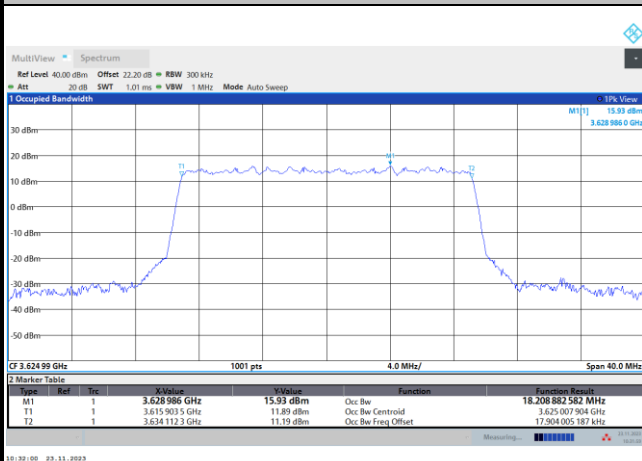 MultiView Spectrum
Ref Level 40.00 dBm Offset 22.20 dB RBW 300 kHz
Att 20 dB SWT 1.01 ms VBW 1 MHz Mode Auto Sweep
1 Occupied Bandwidth 1Pk View
M1[1] 15.93 dBm
3.628 986 0 GHz
30 dBm
20 dBm
M1
T1 T2
10 dBm
0 dBm
-10 dBm
-20 dBm
-30 dBm
-40 dBm
-50 dBm
CF 3.624 99 GHz 1001 pts 4.0 MHz/ Span 40.0 MHz
2 Marker Table
Type Ref Trc X-Value Y-Value Function Function Result
M1 1 3.628 986 GHz 15.93 dBm Occ Bw 18.208 882 582 MHz
T1 1 3.615 903 5 GHz 11.89 dBm Occ Bw Centroid 3.625 007 904 GHz
T2 1 3.634 112 3 GHz 11.19 dBm Occ Bw Freq Offset 17.904 005 187 kHz
Measuring...
10:32:00 23.11.2023